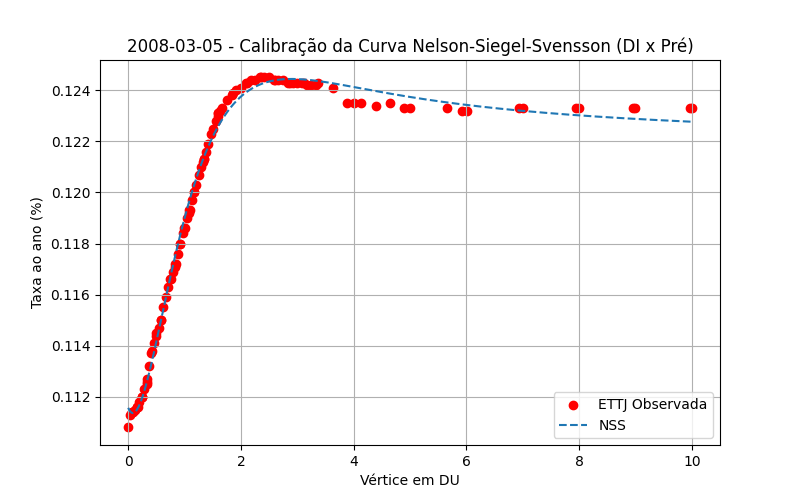 2008-03-05 - Calibração da Curva Nelson-Siegel-Svensson (DI x Pré)
Taxa ao ano (%)
0.124
0.122
0.120
0.118
0.116
0.114
0.112
ETTJ Observada
NSS
0 2 4 6 8 10
Vértice em DU